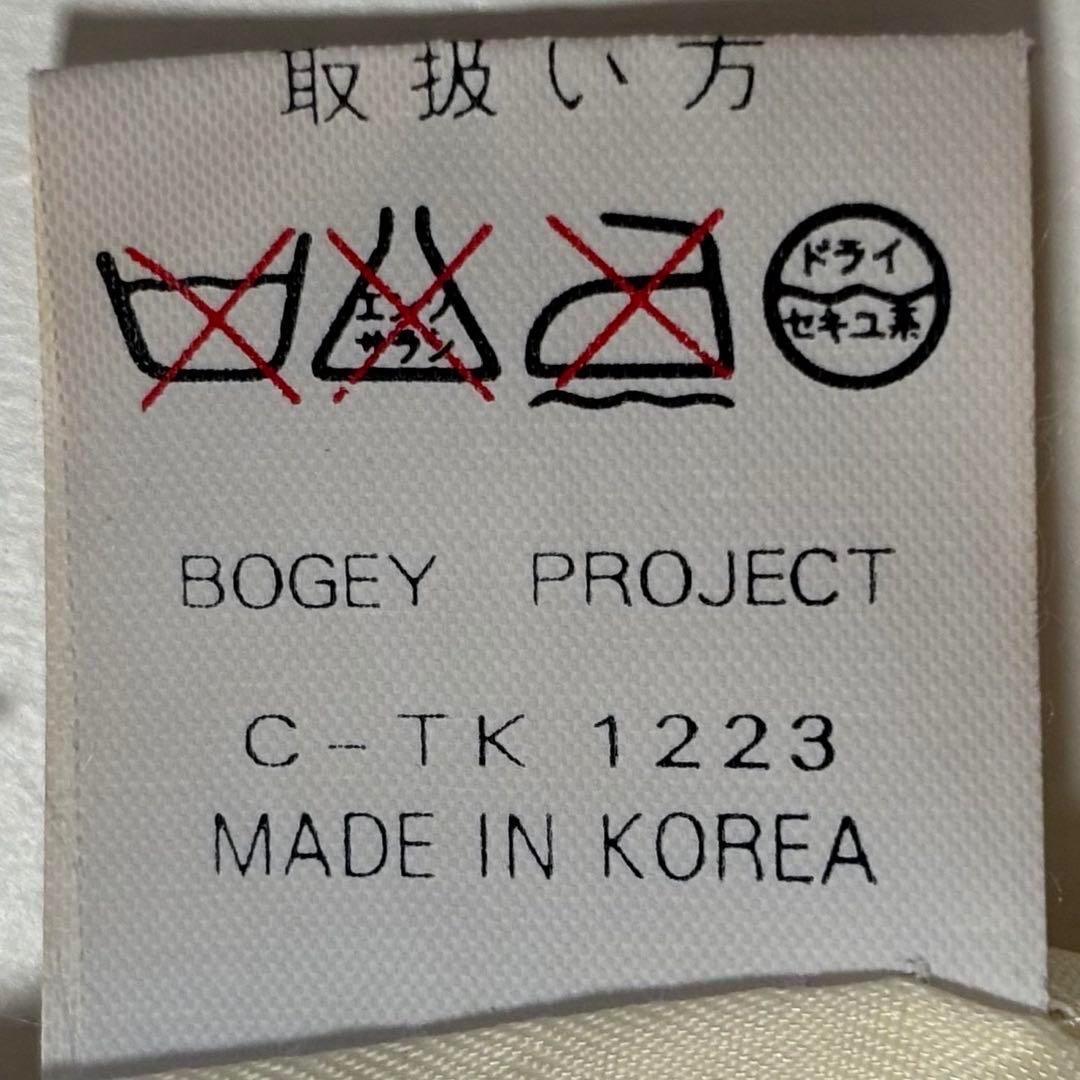 取扱い方
エンソ
サラシ
ドライ
セキユ系
BOGEY PROJECT
C-TK 1223
MADE IN KOREA